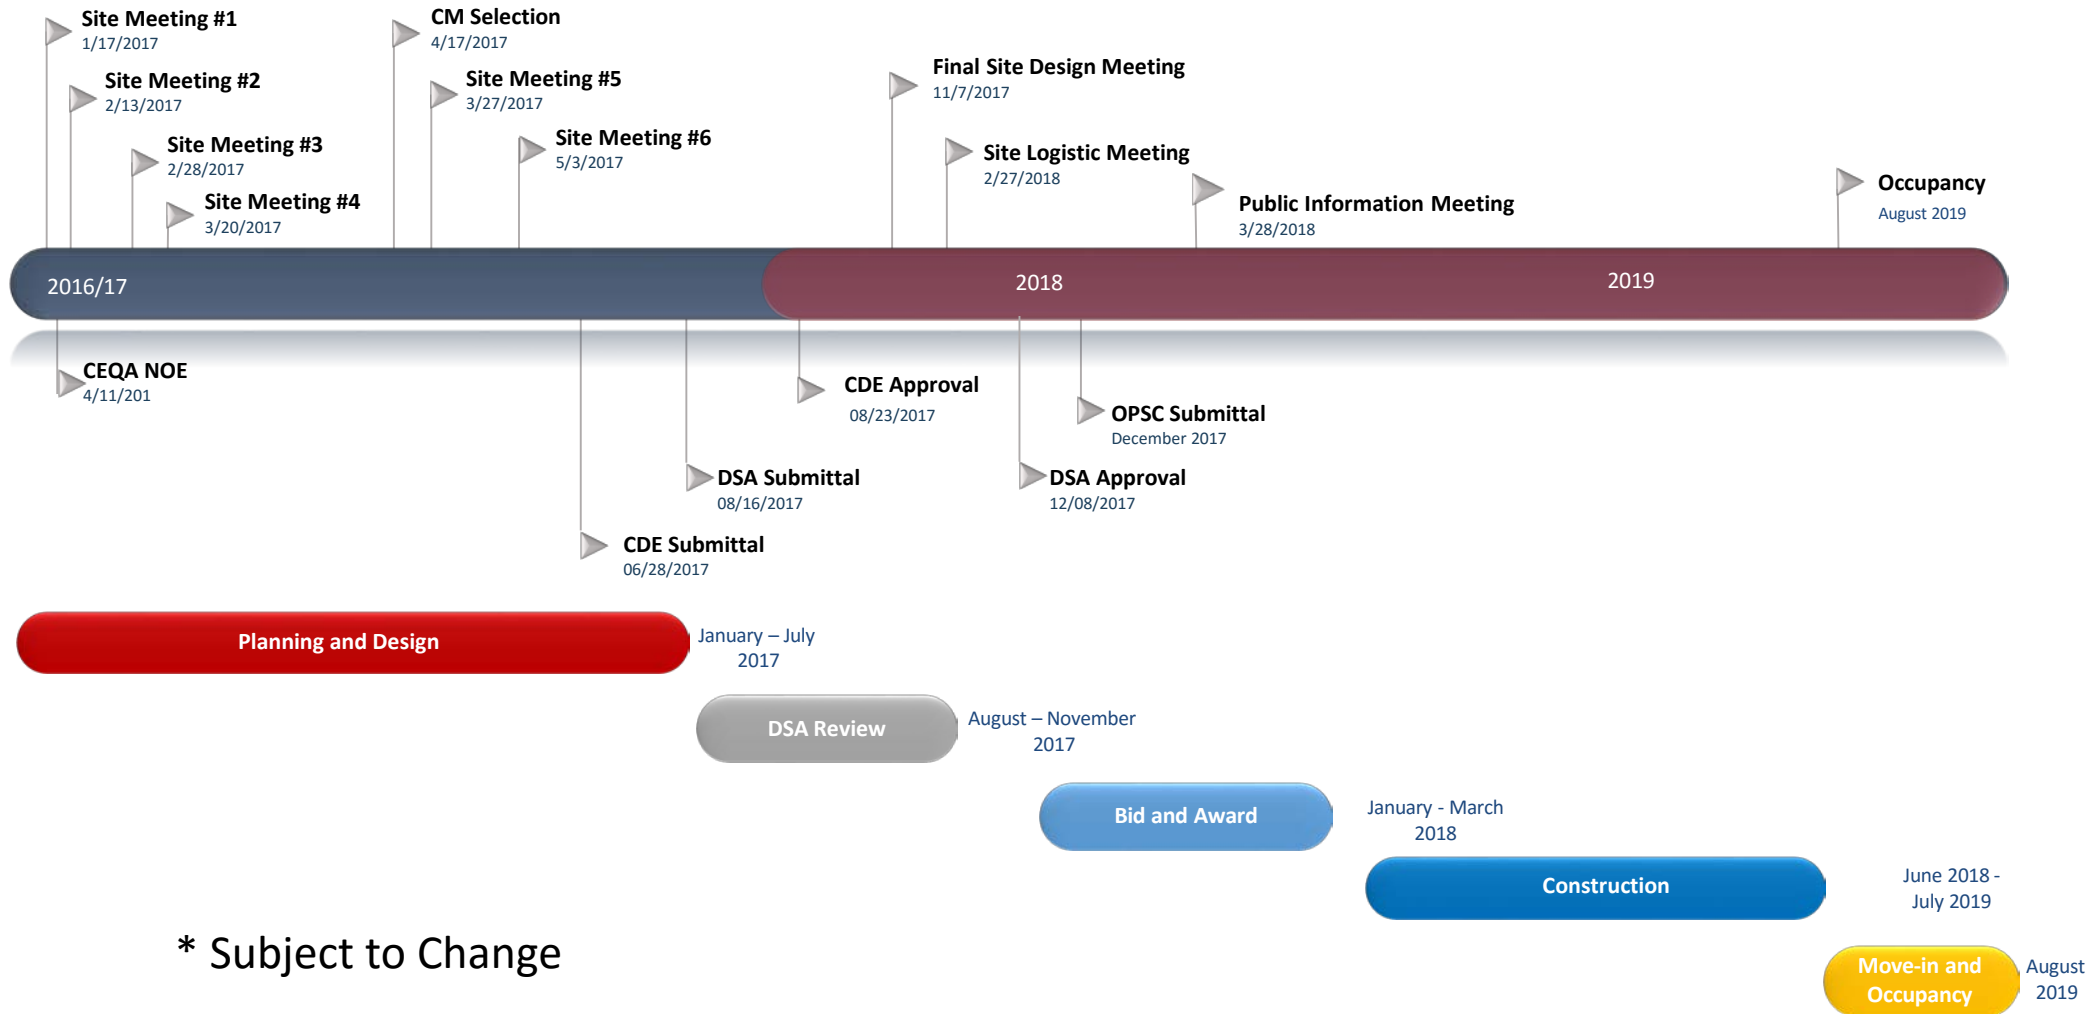 Site Meeting #1
1/17/2017
Site Meeting #2
2/13/2017
Site Meeting #3
2/28/2017
Site Meeting #4
3/20/2017
CM Selection
4/17/2017
Site Meeting #5
3/27/2017
Site Meeting #6
5/3/2017
Final Site Design Meeting
11/7/2017
Site Logistic Meeting
2/27/2018
Public Information Meeting
3/28/2018
Occupancy
August 2019
2016/17
2018
2019
CEQA NOE
4/11/201
CDE Approval
08/23/2017
OPSC Submittal
December 2017
DSA Submittal
08/16/2017
DSA Approval
12/08/2017
CDE Submittal
06/28/2017
Planning and Design
January – July
2017
DSA Review
August – November
2017
Bid and Award
January - March
2018
Construction
June 2018 -
July 2019
* Subject to Change
Move-in and
Occupancy
August
2019